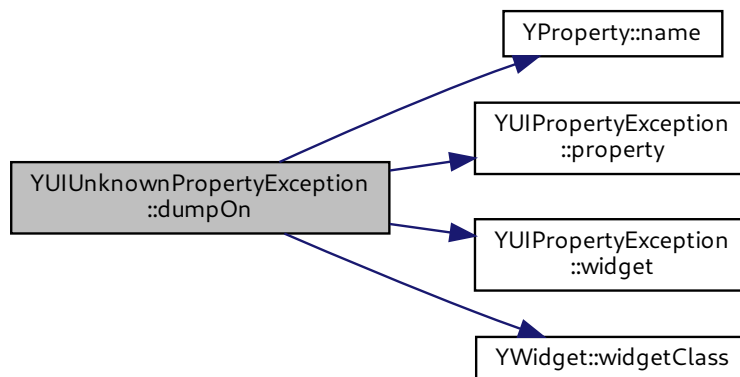 YProperty::name
YUIPropertyException
::property
YUIUnknownPropertyException
::dumpOn
YUIPropertyException
::widget
YWidget::widgetClass